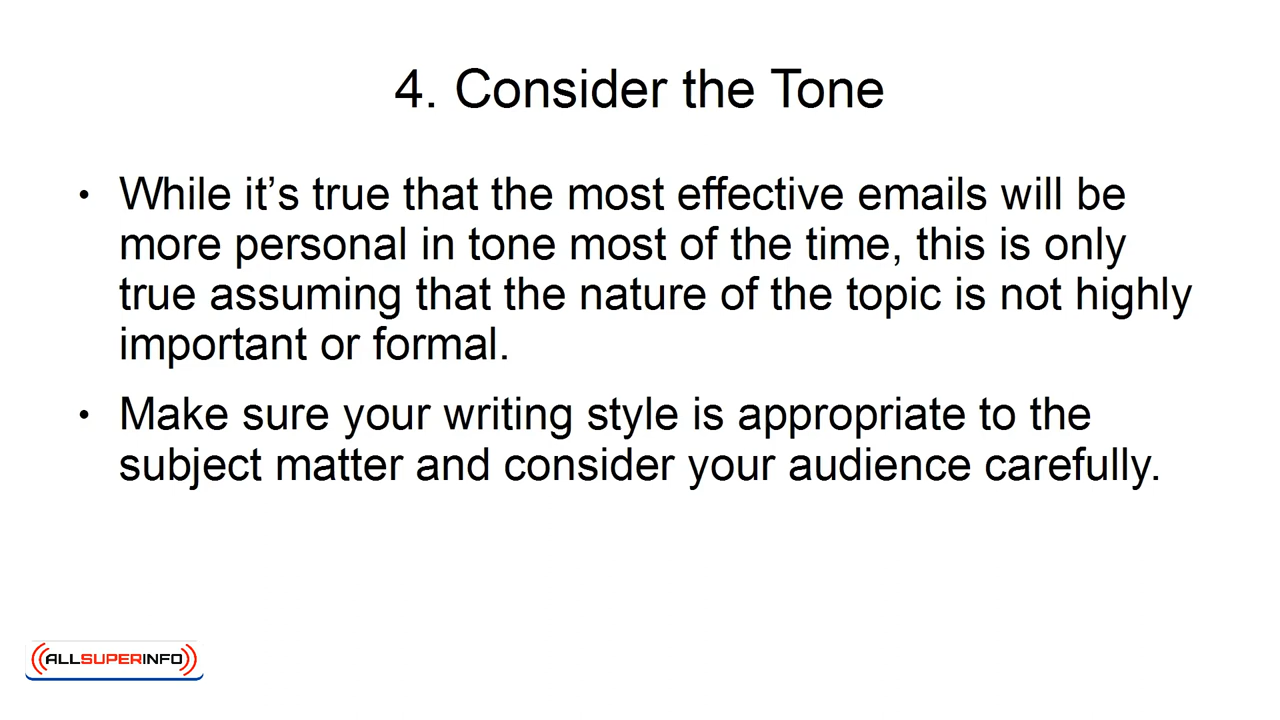 4. Consider the Tone
• While it’s true that the most effective emails will be
more personal in tone most of the time, this is only
true assuming that the nature of the topic is not highly
important or formal.
• Make sure your writing style is appropriate to the
subject matter and consider your audience carefully.
ALLSUPERINFO